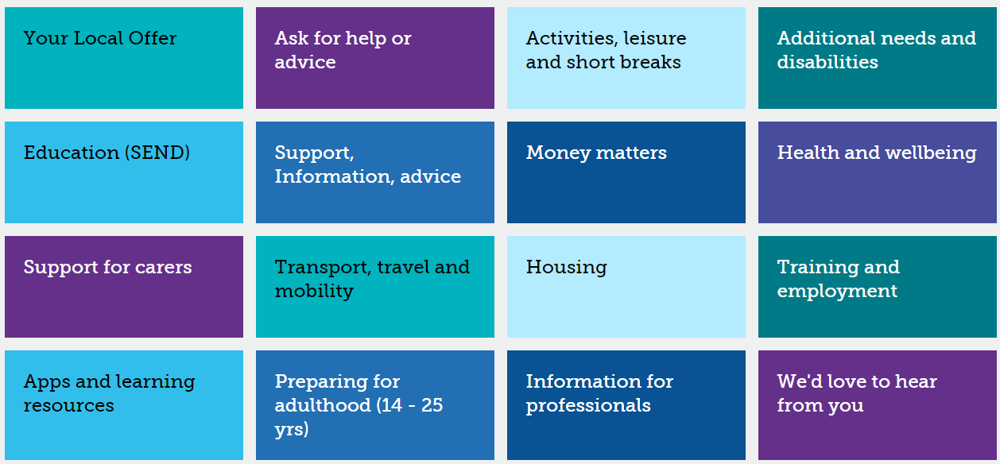 Your Local Offer
Ask for help or
advice
Activities, leisure
and short breaks
Additional needs and
disabilities
Education (SEND)
Support,
Information, advice
Money matters
Health and wellbeing
Support for carers
Transport, travel and
mobility
Housing
Training and
employment
Apps and learning
resources
Preparing for
adulthood (14 - 25
yrs)
Information for
professionals
We'd love to hear
from you